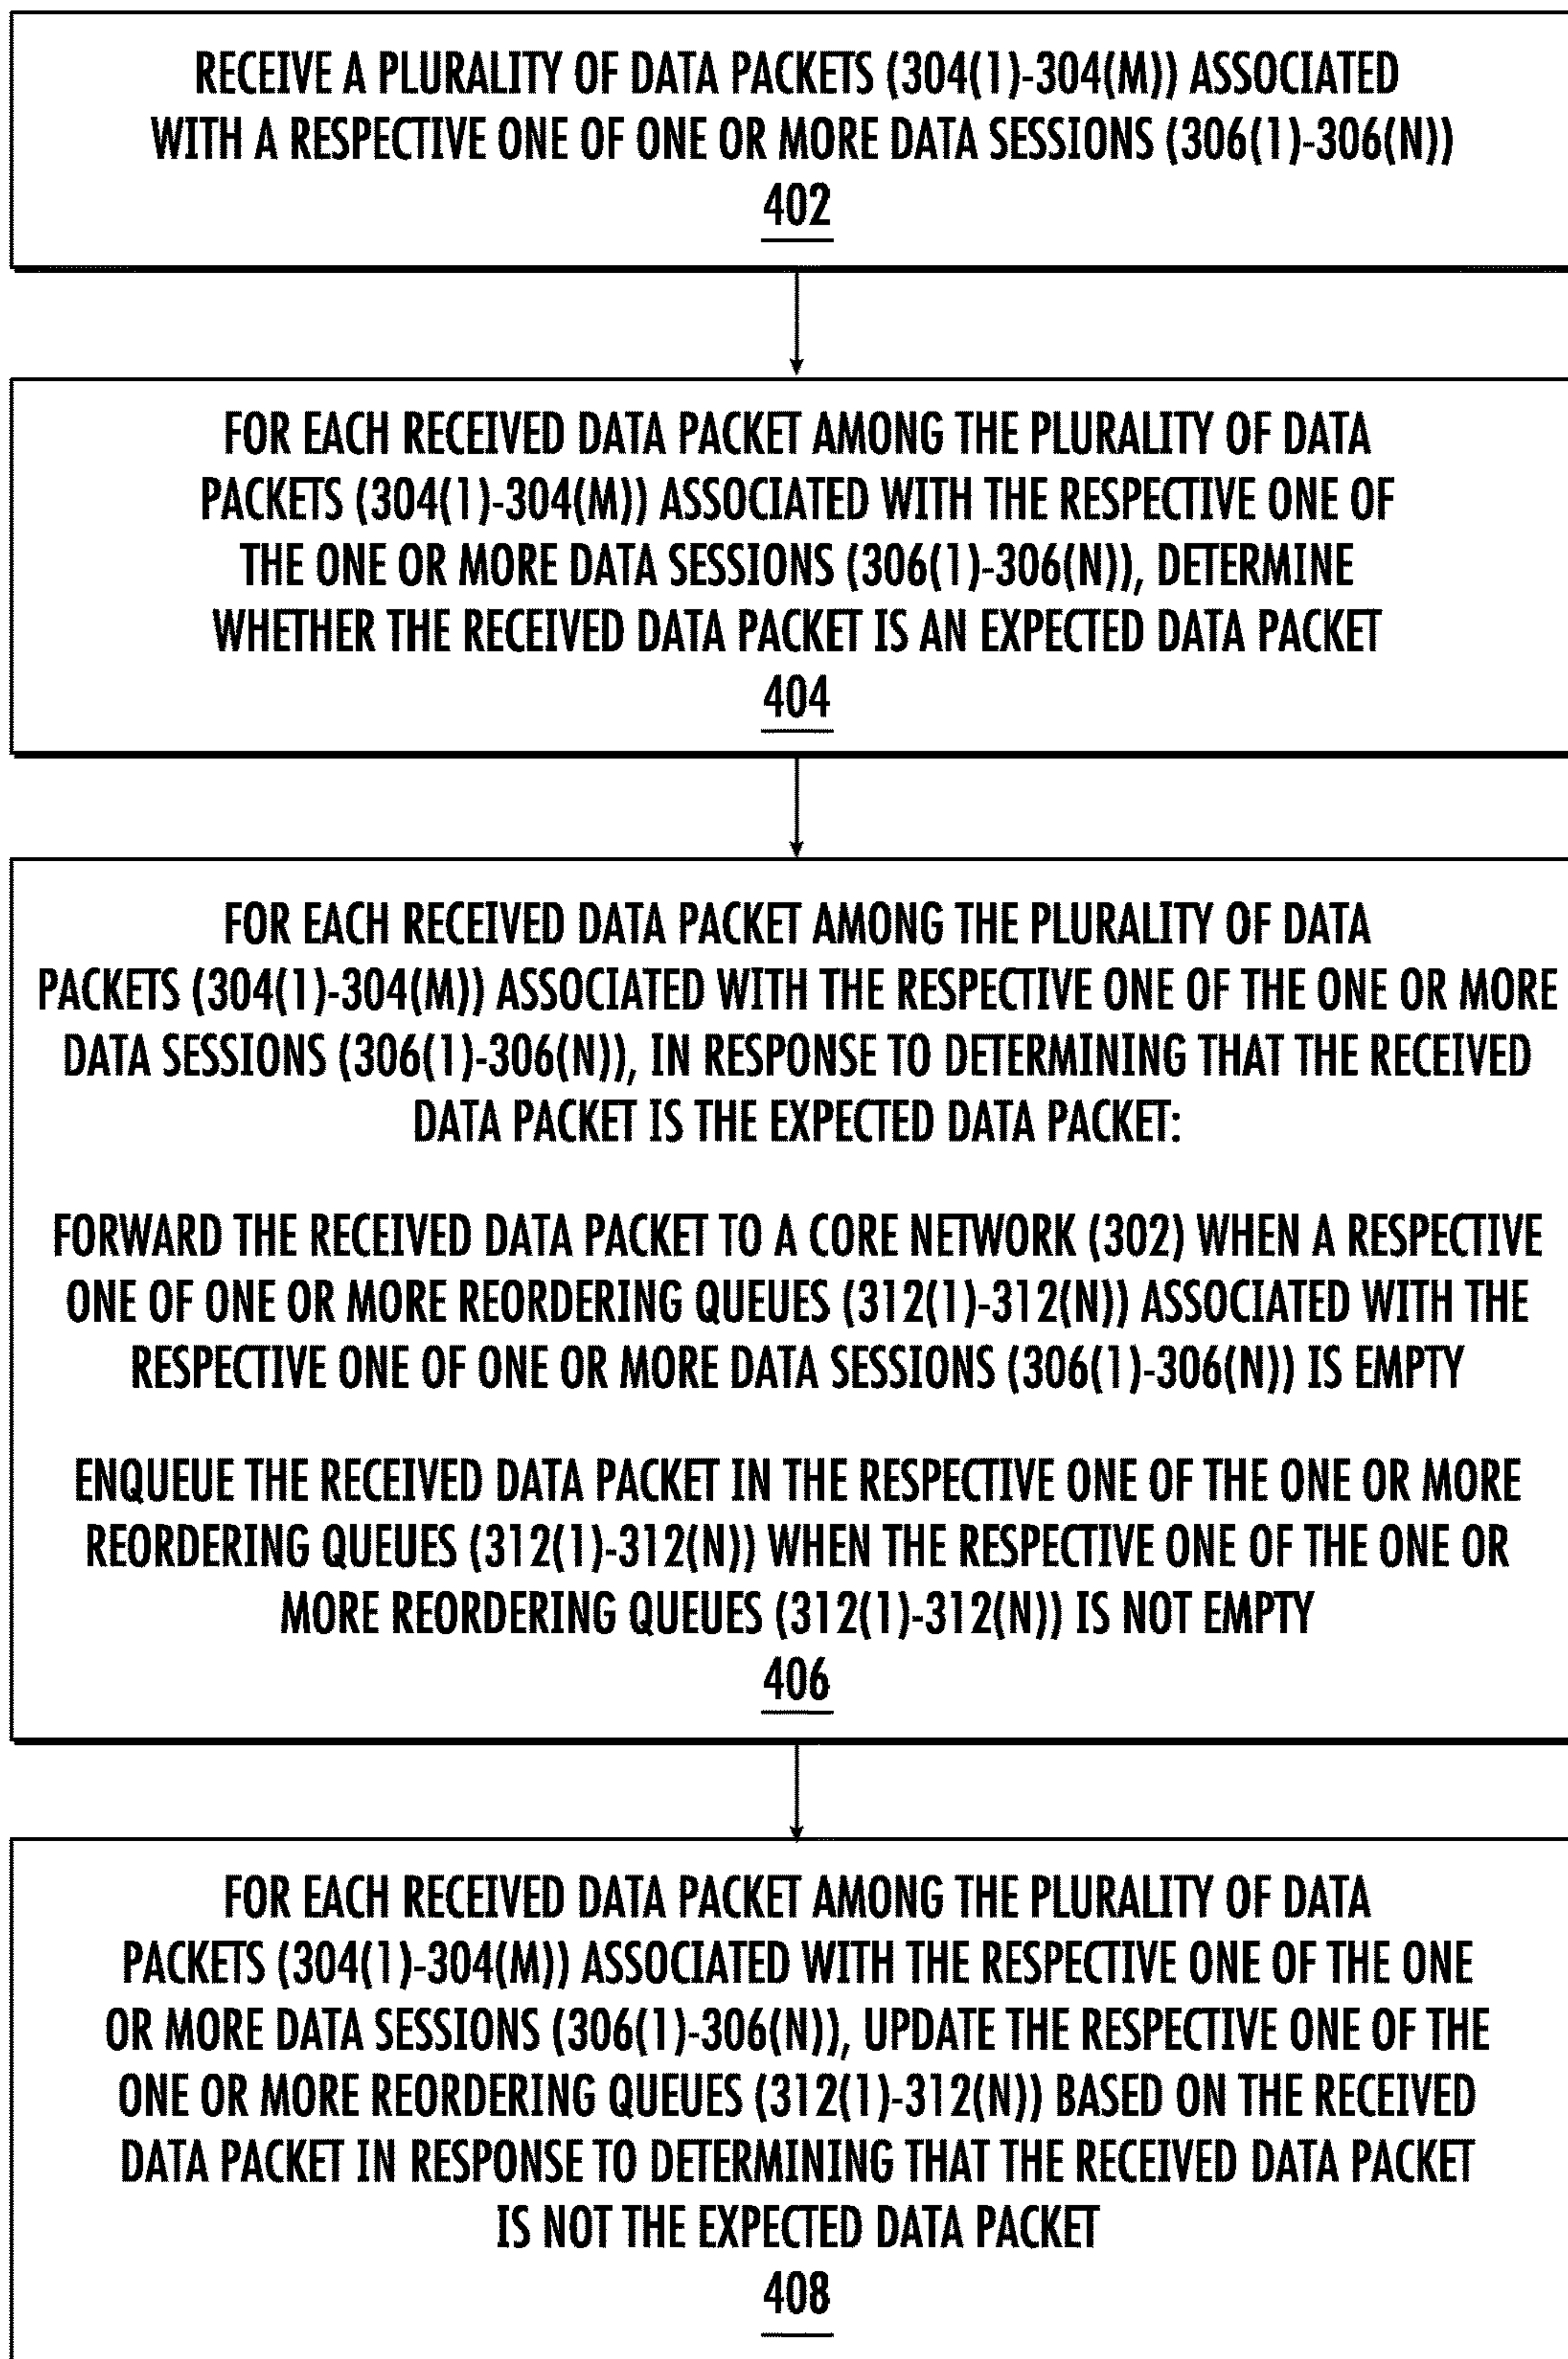 RECEIVE A PLURALITY OF DATA PACKETS (304(1)-304(M)) ASSOCIATED
WITH A RESPECTIVE ONE OF ONE OR MORE DATA SESSIONS (306(1)-306(N))
402
FOR EACH RECEIVED DATA PACKET AMONG THE PLURALITY OF DATA
PACKETS (304(1)-304(M)) ASSOCIATED WITH THE RESPECTIVE ONE OF
THE ONE OR MORE DATA SESSIONS (306(1)-306(N)), DETERMINE
WHETHER THE RECEIVED DATA PACKET IS AN EXPECTED DATA PACKET
404
FOR EACH RECEIVED DATA PACKET AMONG THE PLURALITY OF DATA
PACKETS (304(1)-304(M)) ASSOCIATED WITH THE RESPECTIVE ONE OF THE ONE OR MORE
DATA SESSIONS (306(1)-306(N)), IN RESPONSE TO DETERMINING THAT THE RECEIVED
DATA PACKET IS THE EXPECTED DATA PACKET:
FORWARD THE RECEIVED DATA PACKET TO A CORE NETWORK (302) WHEN A RESPECTIVE
ONE OF ONE OR MORE REORDERING QUEUES (312(1)-312(N)) ASSOCIATED WITH THE
RESPECTIVE ONE OF ONE OR MORE DATA SESSIONS (306(1)-306(N)) IS EMPTY
ENQUEUE THE RECEIVED DATA PACKET IN THE RESPECTIVE ONE OF THE ONE OR MORE
REORDERING QUEUES (312(1)-312(N)) WHEN THE RESPECTIVE ONE OF THE ONE OR
MORE REORDERING QUEUES (312(1)-312(N)) IS NOT EMPTY
406
FOR EACH RECEIVED DATA PACKET AMONG THE PLURALITY OF DATA
PACKETS (304(1)-304(M)) ASSOCIATED WITH THE RESPECTIVE ONE OF THE ONE
OR MORE DATA SESSIONS (306(1)-306(N)), UPDATE THE RESPECTIVE ONE OF THE
ONE OR MORE REORDERING QUEUES (312(1)-312(N)) BASED ON THE RECEIVED
DATA PACKET IN RESPONSE TO DETERMINING THAT THE RECEIVED DATA PACKET
IS NOT THE EXPECTED DATA PACKET
408